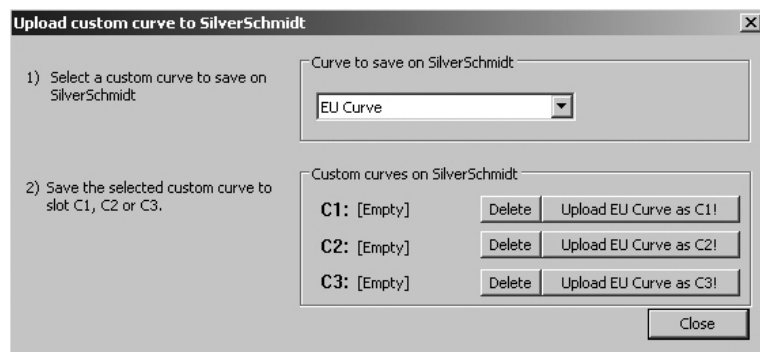 Upload custom curve to SilverSchmidt
1) Select a custom curve to save on
SilverSchmidt
Curve to save on SilverSchmidt
EU Curve
2) Save the selected custom curve to
slot C1, C2 or C3.
Custom curves on SilverSchmidt
C1: [Empty] Delete Upload EU Curve as C1!
C2: [Empty] Delete Upload EU Curve as C2!
C3: [Empty] Delete Upload EU Curve as C3!
Close